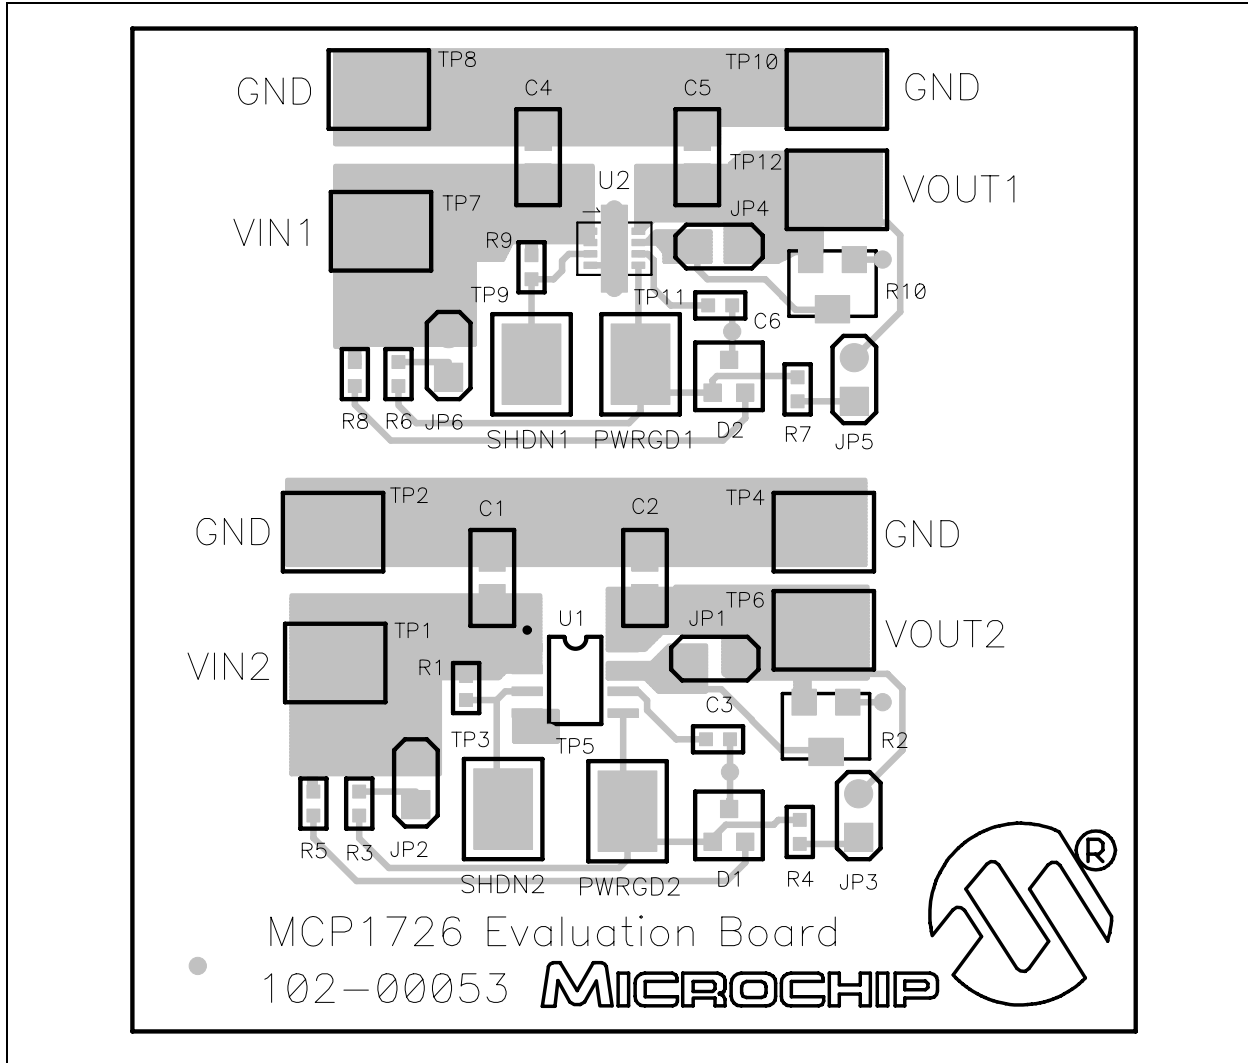 TP8
TP10
GND
C4
C5
GND
TP12
U2
VOUT1
TP7
JP4
VIN1
1
R9
TP9
TP11
R10
C6
R8
R6
JP6
D2
R7
JP5
SHDN1
PWRGD1
TP2
C1
C2
TP4
GND
GND
TP6
U1
JP1
TP1
VOUT2
VIN2
R1
C3
TP3
TP5
R2
R5
R3
JP2
D1
R4
JP3
SHDN2
PWRGD2
R
MCP1726 Evaluation Board
102-00053
MICROCHIP